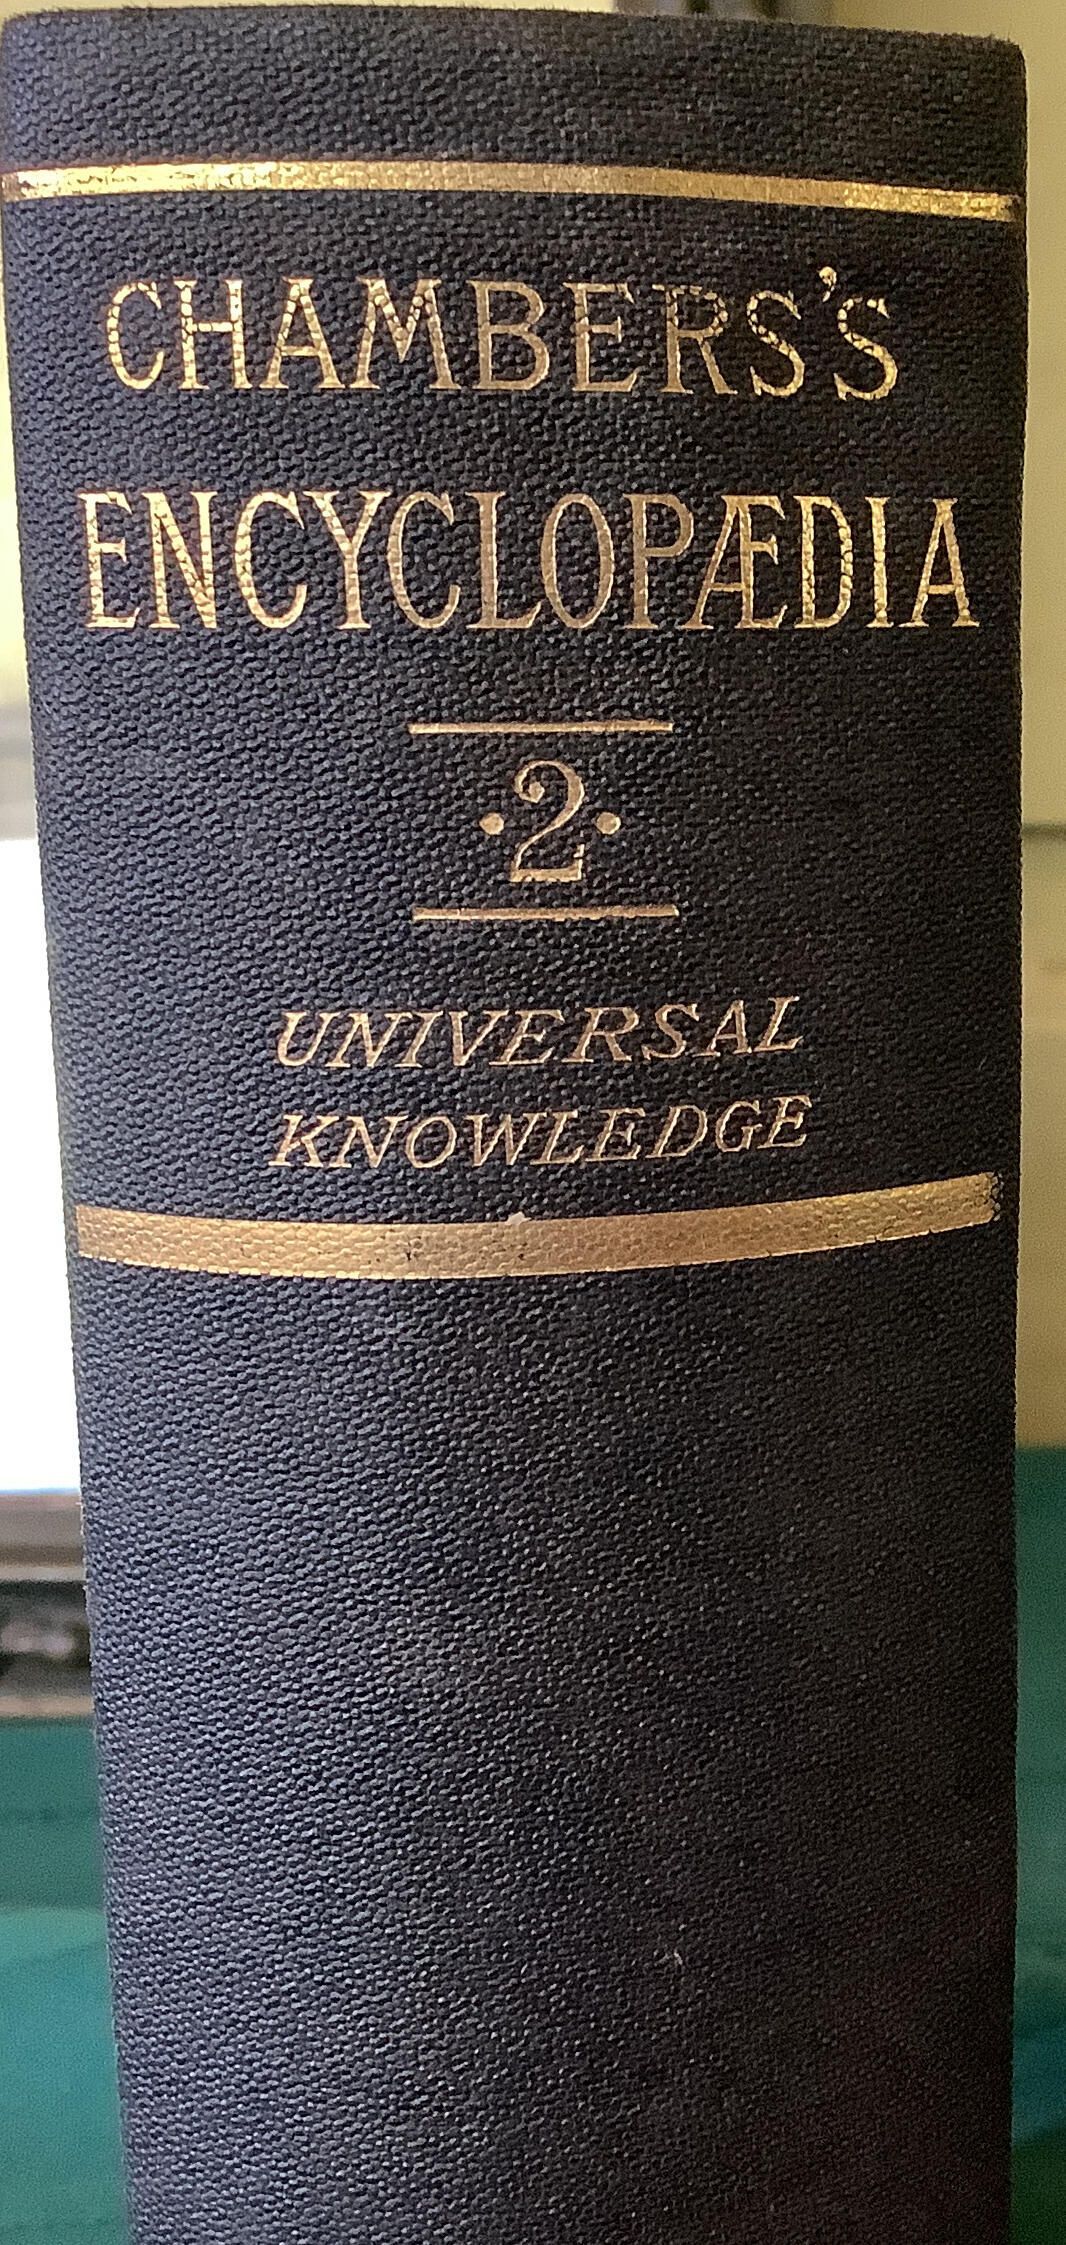 CHAMBERS'S
ENCYCLOPÆDIA
·2·
UNIVERSAL
KNOWLEDGE